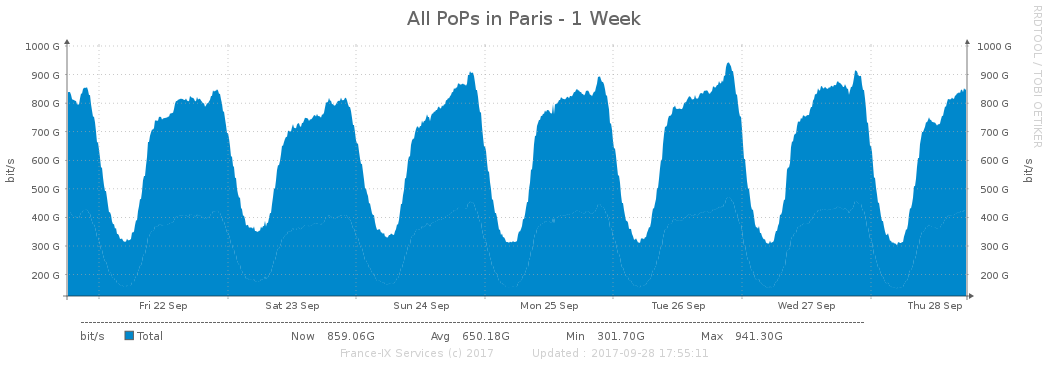 All PoPs in Paris - 1 Week
RRDTOOL / TOBI OETIKER
1000 G 1000 G
900 G 900 G
800 G 800 G
700 G 700 G
600 G 600 G
500 G 500 G
400 G 400 G
300 G 300 G
200 G 200 G
bit/s bit/s
Fri 22 Sep Sat 23 Sep Sun 24 Sep Mon 25 Sep Tue 26 Sep Wed 27 Sep Thu 28 Sep
bit/s Total Now 859.06G Avg 650.18G Min 301.70G Max 941.30G
France-IX Services (c) 2017 Updated : 2017-09-28 17:55:11